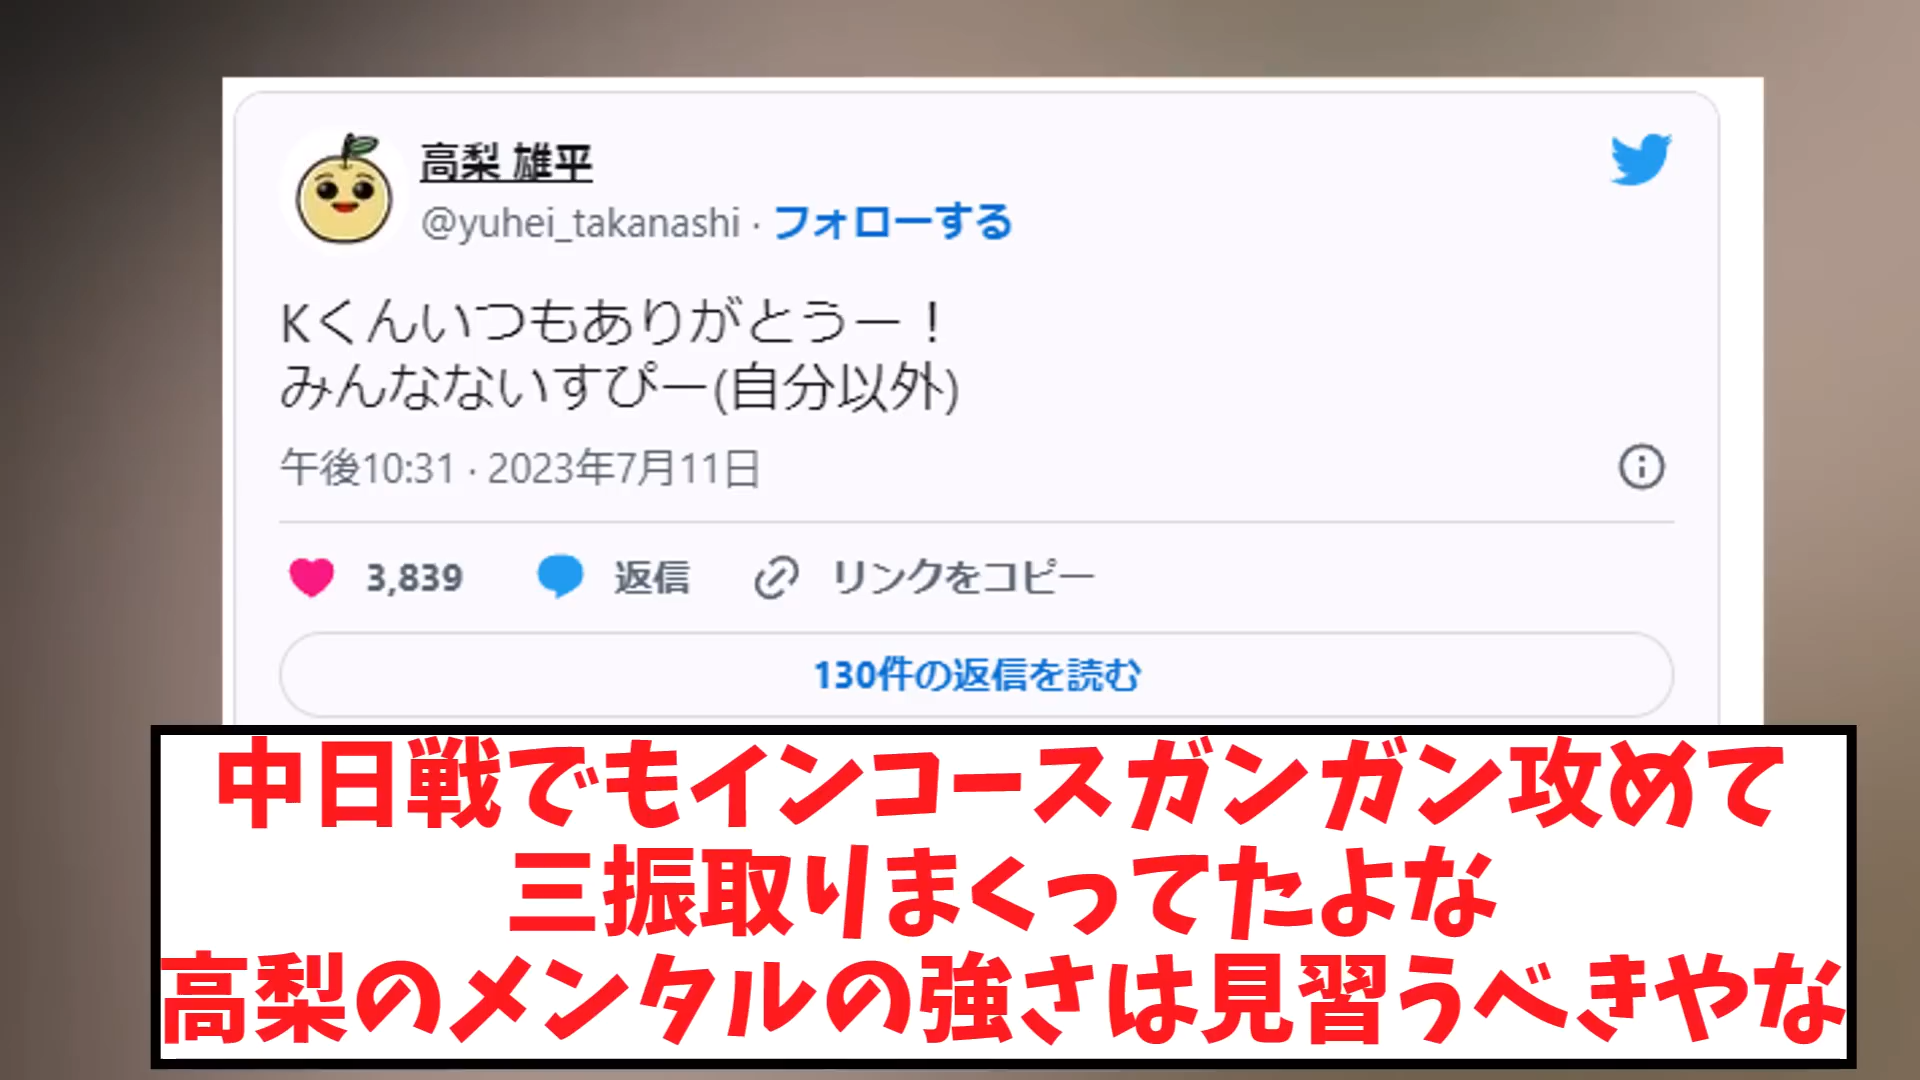 高梨 雄平
@yuhei_takanashi · フォローする
Kくんいつもありがとうー！
みんなないすぴー(自分以外)
午後10:31 · 2023年7月11日
3,839 返信 リンクをコピー
130件の返信を読む
中日戦でもインコースガンガン攻めて
三振取りまくってたよな
高梨のメンタルの強さは見習うべきやな